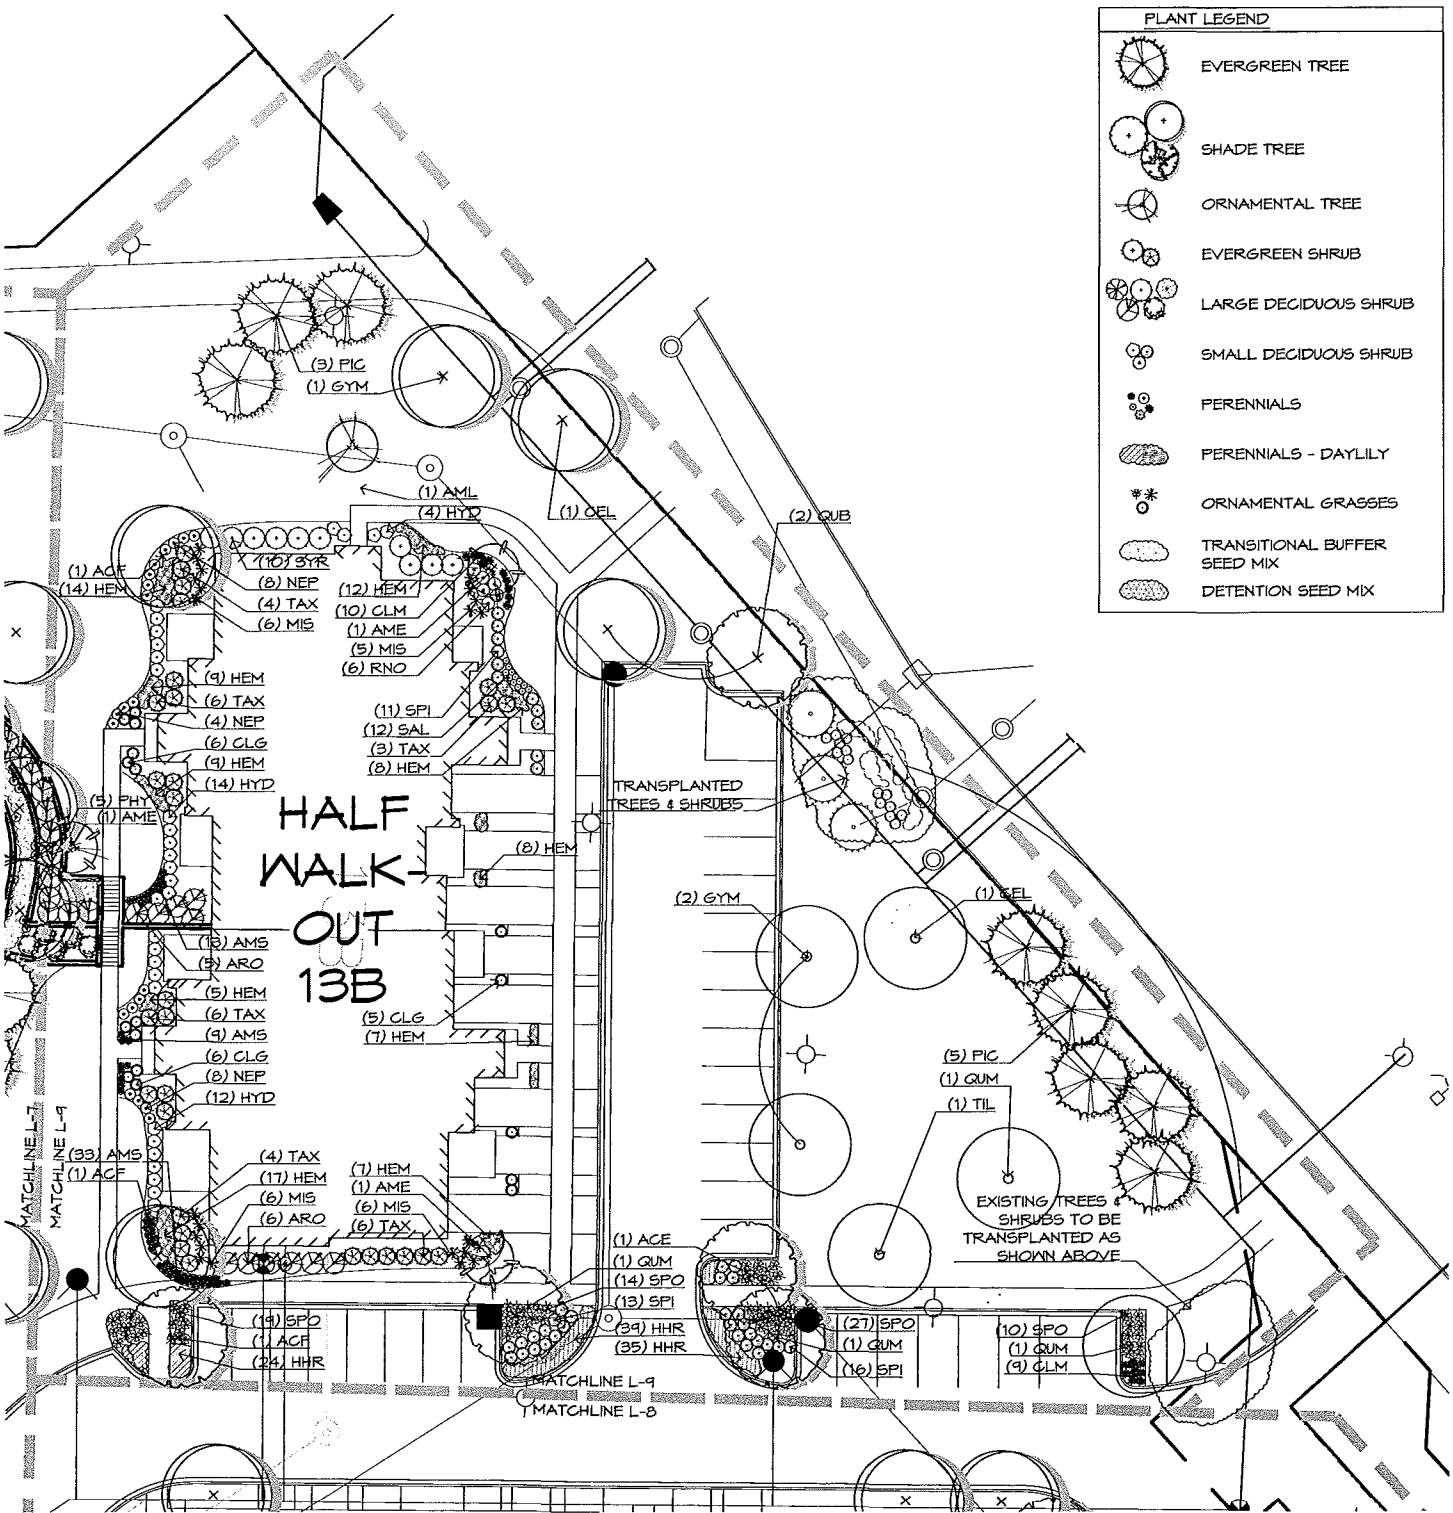 PLANT LEGEND
EVERGREEN TREE
SHADE TREE
ORNAMENTAL TREE
EVERGREEN SHRUB
LARGE DECIDUOUS SHRUB
SMALL DECIDUOUS SHRUB
PERENNIALS
PERENNIALS - DAYLILY
ORNAMENTAL GRASSES
TRANSITIONAL BUFFER
SEED MIX
DETENTION SEED MIX
(3) PIC
(1) GYM
(1) AML
(4) HYD
(1) CEL
(2) QUB
(10) SYR
(1) ACF
(14) HEM
(8) NEP
(4) TAX
(6) MIS
(12) HEM
(10) CLM
(1) AME
(5) MIS
(6) RNO
(9) HEM
(6) TAX
(4) NEP
(6) CLG
(9) HEM
(14) HYD
(11) SPI
(12) SAL
(3) TAX
(8) HEM
(5) PHY
(1) AME
TRANSPLANTED
TREES & SHRUBS
HALF
WALK-
OUT
13B
(8) HEM
(2) GYM
(1) CEL
(13) AMS
(5) ARO
(5) HEM
(6) TAX
(9) AMS
(6) CLG
(8) NEP
(12) HYD
(5) CLG
(7) HEM
(5) PIC
(1) QUM
(1) TIL
MATCHLINE L-7
MATCHLINE L-9
(33) AMS
(1) ACF
(4) TAX
(17) HEM
(6) MIS
(6) ARO
(7) HEM
(1) AME
(6) MIS
(6) TAX
EXISTING TREES &
SHRUBS TO BE
TRANSPLANTED AS
SHOWN ABOVE
(1) ACE
(1) QUM
(14) SPO
(13) SPI
(39) HHR
(35) HHR
(19) SPO
(1) ACF
(24) HHR
(27) SPO
(1) QUM
(16) SPI
(10) SPO
(1) QUM
(9) CLM
MATCHLINE L-9
MATCHLINE L-8